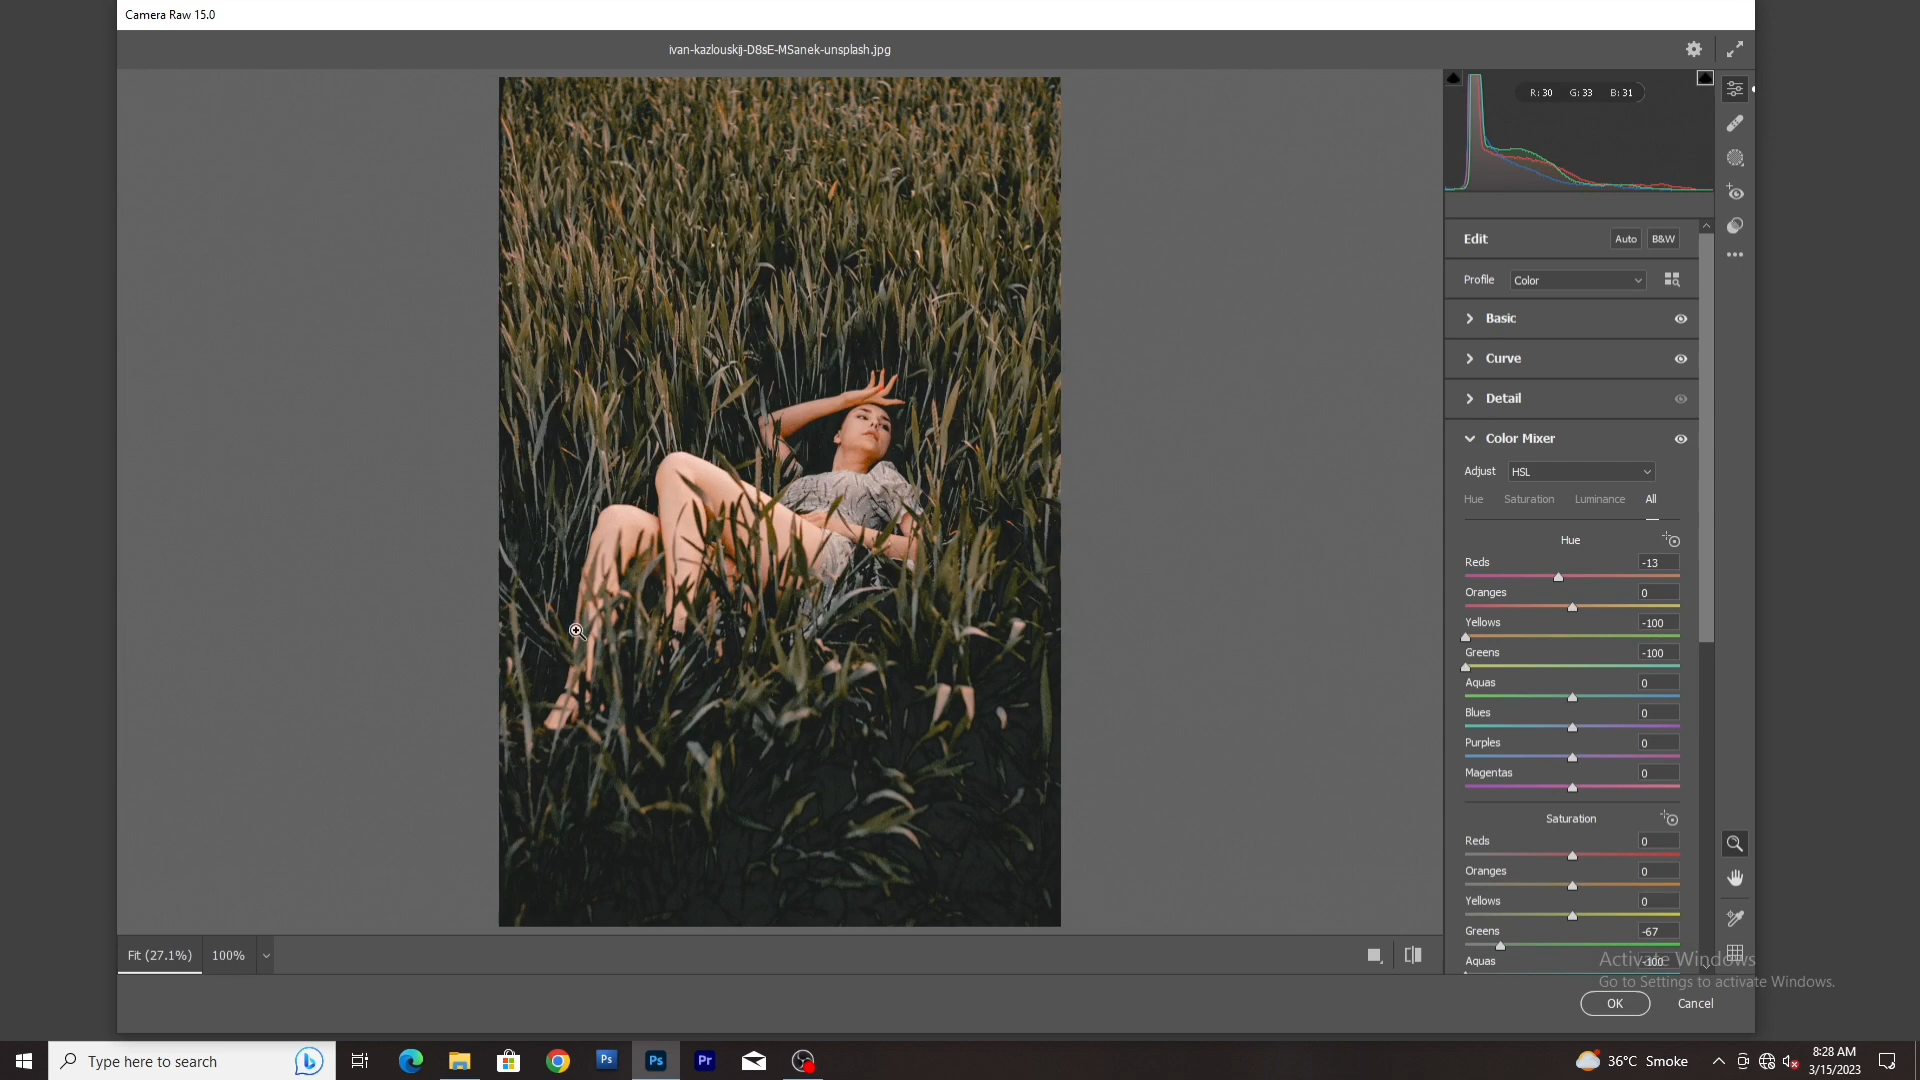 Camera Raw 15.0
ivan-kazlouskij-D8sE-MSanek-unsplash.jpg
R: 30 G: 33 B: 31
Edit Auto B&W
Profile Color
Basic
Curve
Detail
Color Mixer
Adjust HSL
Hue Saturation Luminance All
Hue
Reds -13
Oranges 0
Yellows -100
Greens -100
Aquas 0
Blues 0
Purples 0
Magentas 0
Saturation
Reds 0
Oranges 0
Yellows 0
Greens -67
Aquas -100
Fit (27.1%) 100%
Activate Windows
Go to Settings to activate Windows.
OK Cancel
Type here to search
Ps
Ps
Pr
36°C Smoke
8:28 AM
3/15/2023